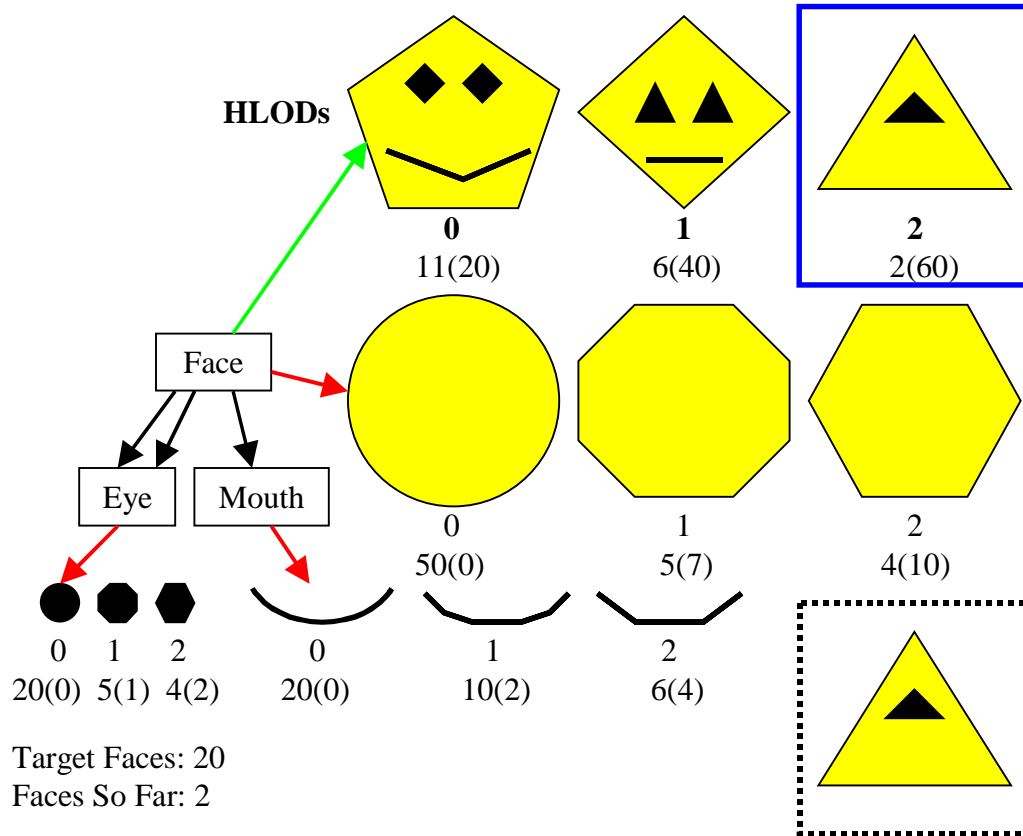 HLODs
0 1 2
11(20) 6(40) 2(60)
Face
Eye Mouth
0 1 2
50(0) 5(7) 4(10)
0 1 2 0 1 2
20(0) 5(1) 4(2) 20(0) 10(2) 6(4)
Target Faces: 20
Faces So Far: 2